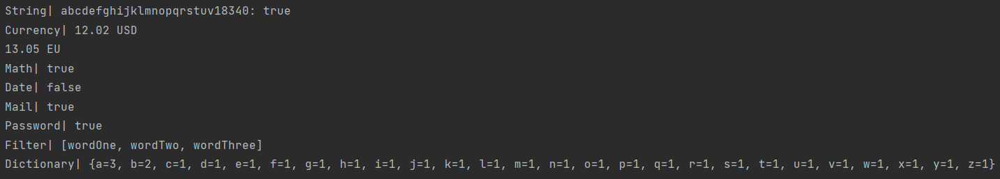 String| abcdefghijklmnopqrstuv18340: true
Currency| 12.02 USD
13.05 EU
Math| true
Date| false
Mail| true
Password| true
Filter| [wordOne, wordTwo, wordThree]
Dictionary| {a=3, b=2, c=1, d=1, e=1, f=1, g=1, h=1, i=1, j=1, k=1, l=1, m=1, n=1, o=1, p=1, q=1, r=1, s=1, t=1, u=1, v=1, w=1, x=1, y=1, z=1}